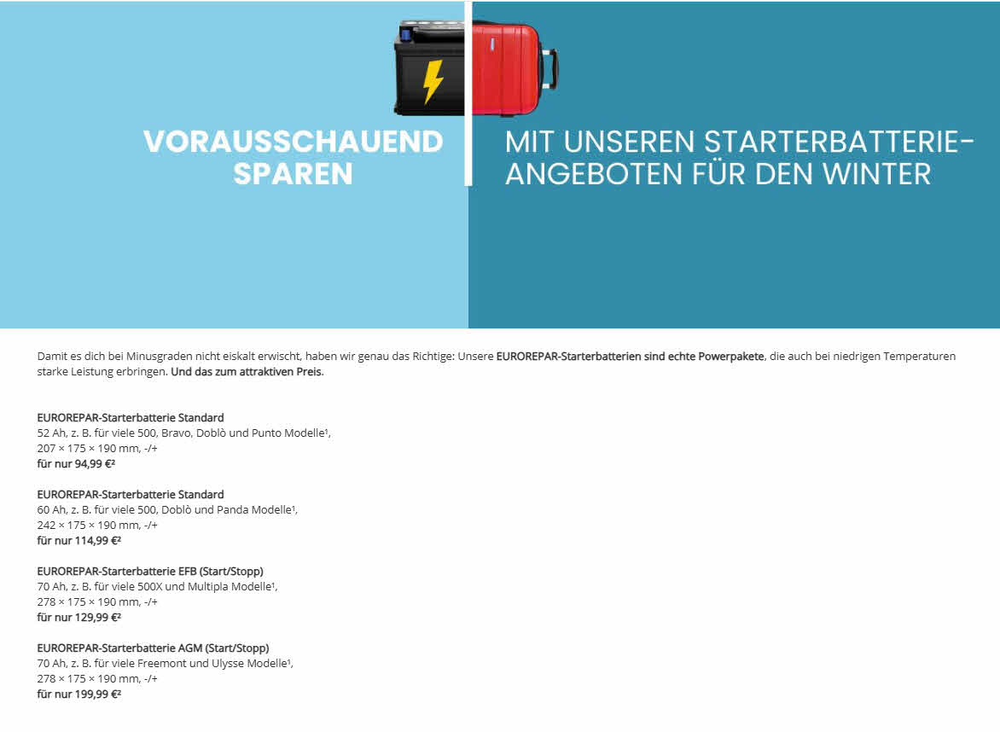 VORAUSSCHAUEND
SPAREN
MIT UNSEREN STARTERBATTERIE-
ANGEBOTEN FÜR DEN WINTER
Damit es dich bei Minusgraden nicht eiskalt erwischt, haben wir genau das Richtige: Unsere EUROREPAR-Starterbatterien sind echte Powerpakete, die auch bei niedrigen Temperaturen
starke Leistung erbringen. Und das zum attraktiven Preis.
EUROREPAR-Starterbatterie Standard
52 Ah, z. B. für viele 500, Bravo, Doblò und Punto Modelle¹,
207 × 175 × 190 mm, -/+
für nur 94,99 €²
EUROREPAR-Starterbatterie Standard
60 Ah, z. B. für viele 500, Doblò und Panda Modelle¹,
242 × 175 × 190 mm, -/+
für nur 114,99 €²
EUROREPAR-Starterbatterie EFB (Start/Stopp)
70 Ah, z. B. für viele 500X und Multipla Modelle¹,
278 × 175 × 190 mm, -/+
für nur 129,99 €²
EUROREPAR-Starterbatterie AGM (Start/Stopp)
70 Ah, z. B. für viele Freemont und Ulysse Modelle¹,
278 × 175 × 190 mm, -/+
für nur 199,99 €²